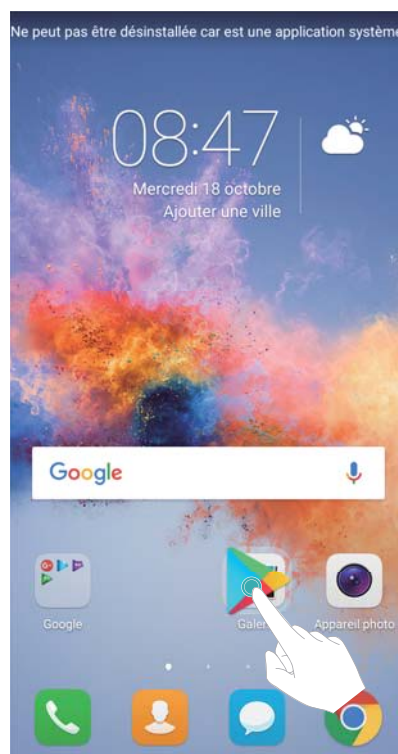 Ne peut pas être désinstallée car est une application système
08:47
Mercredi 18 octobre
Ajouter une ville
Google
Google
Galer
Appareil photo